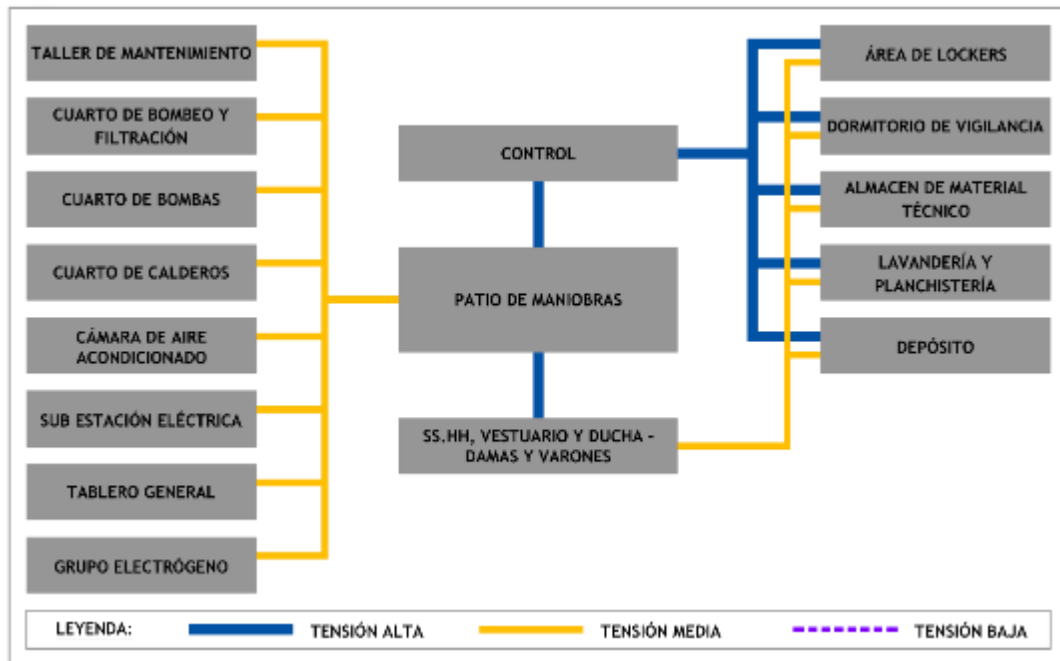 TALLER DE MANTENIMIENTO
CUARTO DE BOMBEO Y
FILTRACIÓN
CUARTO DE BOMBAS
CUARTO DE CALDEROS
CÁMARA DE AIRE
ACONDICIONADO
SUB ESTACIÓN ELÉCTRICA
TABLERO GENERAL
GRUPO ELECTRÓGENO
CONTROL
PATIO DE MANIOBRAS
SS.HH, VESTUARIO Y DUCHA -
DAMAS Y VARONES
ÁREA DE LOCKERS
DORMITORIO DE VIGILANCIA
ALMACEN DE MATERIAL
TÉCNICO
LAVANDERÍA Y
PLANCHISTERÍA
DEPÓSITO
LEYENDA: TENSIÓN ALTA TENSIÓN MEDIA TENSIÓN BAJA